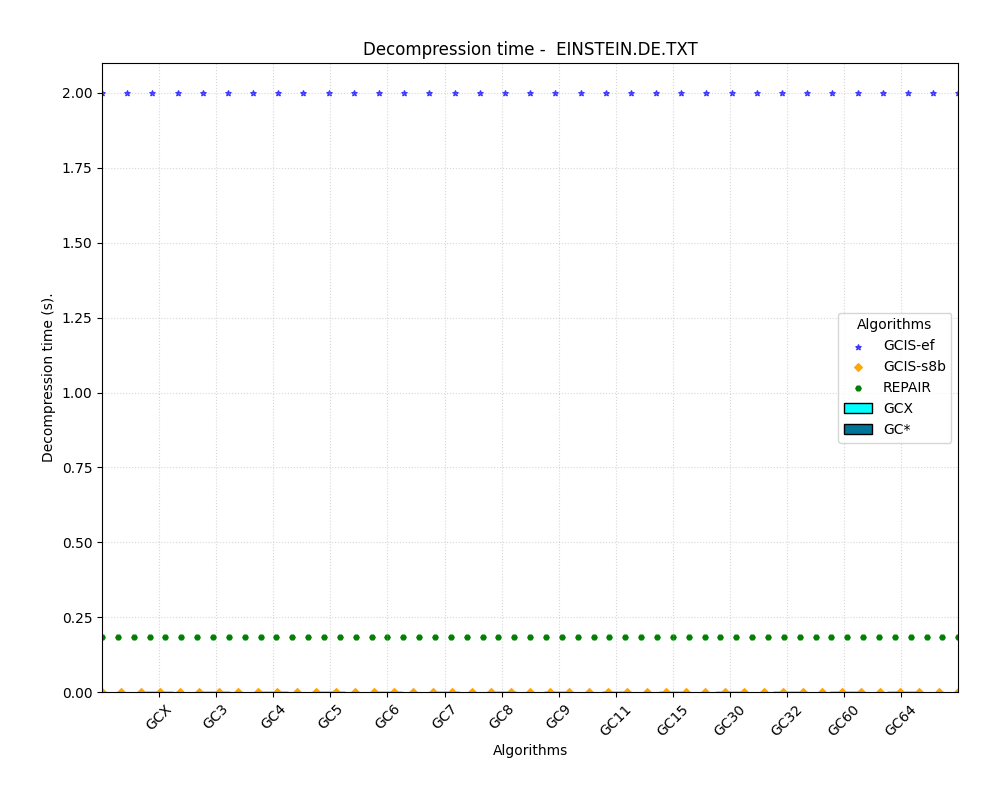 Decompression time -  EINSTEIN.DE.TXT
Decompression time (s).
2.00
1.75
1.50
1.25
1.00
0.75
0.50
0.25
0.00
Algorithms
GCIS-ef
GCIS-s8b
REPAIR
GCX
GC*
GCX
GC3
GC4
GC5
GC6
GC7
GC8
GC9
GC11
GC15
GC30
GC32
GC60
GC64
Algorithms